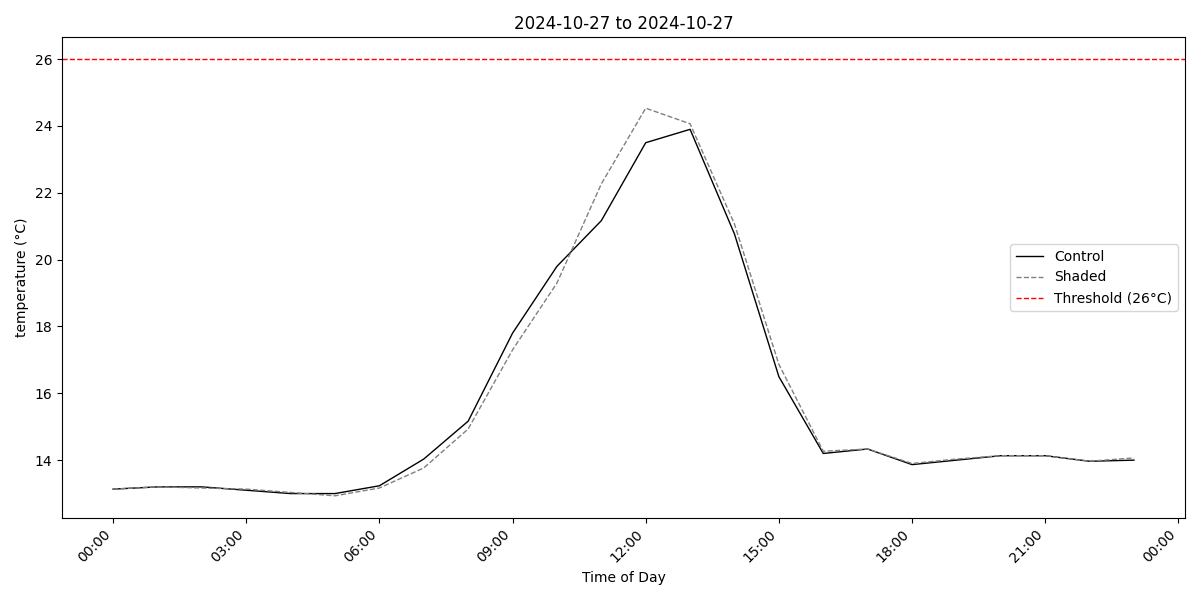 2024-10-27 to 2024-10-27
temperature (°C)
26
24
22
20
18
16
14
Control
Shaded
Threshold (26°C)
00:00
03:00
06:00
09:00
12:00
15:00
18:00
21:00
00:00
Time of Day